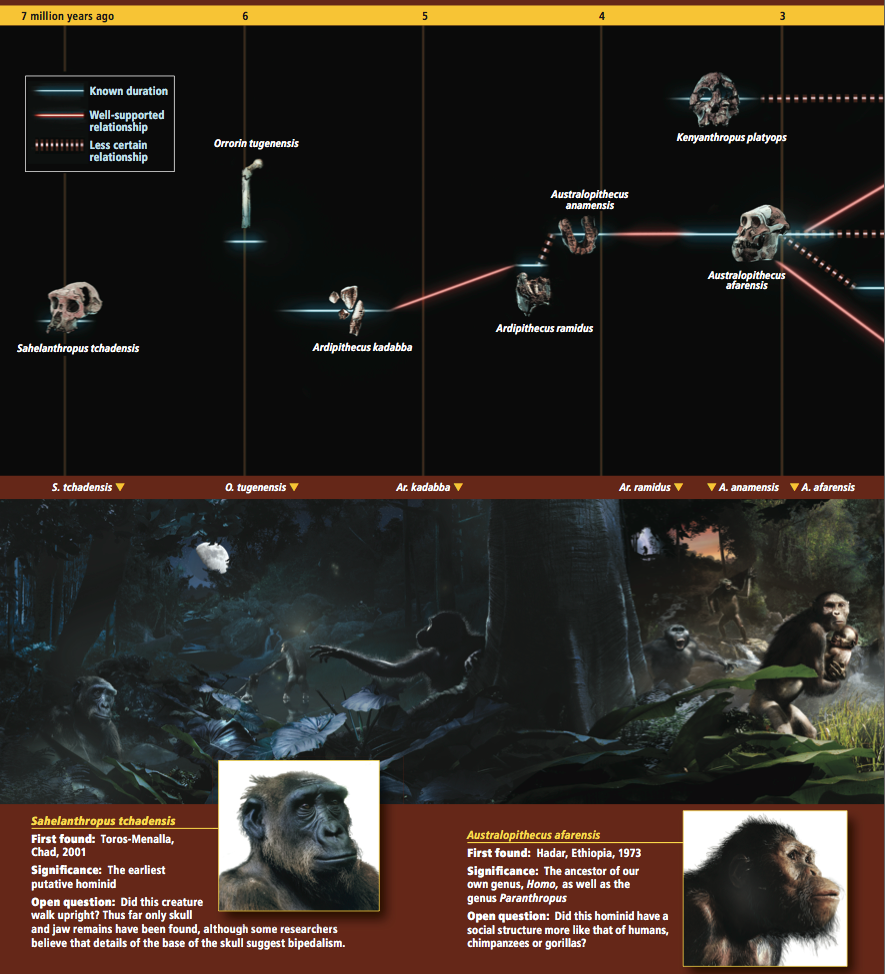 7 million years ago 6 5 4 3
Known duration
Well-supported
relationship
Less certain
relationship
Kenyanthropus platyops
Orrorin tugenensis
Australopithecus
anamensis
Australopithecus
afarensis
Ardipithecus ramidus
Sahelanthropus tchadensis
Ardipithecus kadabba
S. tchadensis ▼ O. tugenensis ▼ Ar. kadabba ▼ Ar. ramidus ▼ ▼ A. anamensis ▼ A. afarensis
Sahelanthropus tchadensis
First found: Toros-Menalla,
Chad, 2001
Significance: The earliest
putative hominid
Open question: Did this creature
walk upright? Thus far only skull
and jaw remains have been found, although some researchers
believe that details of the base of the skull suggest bipedalism.
Australopithecus afarensis
First found: Hadar, Ethiopia, 1973
Significance: The ancestor of our
own genus, Homo, as well as the
genus Paranthropus
Open question: Did this hominid have a
social structure more like that of humans,
chimpanzees or gorillas?